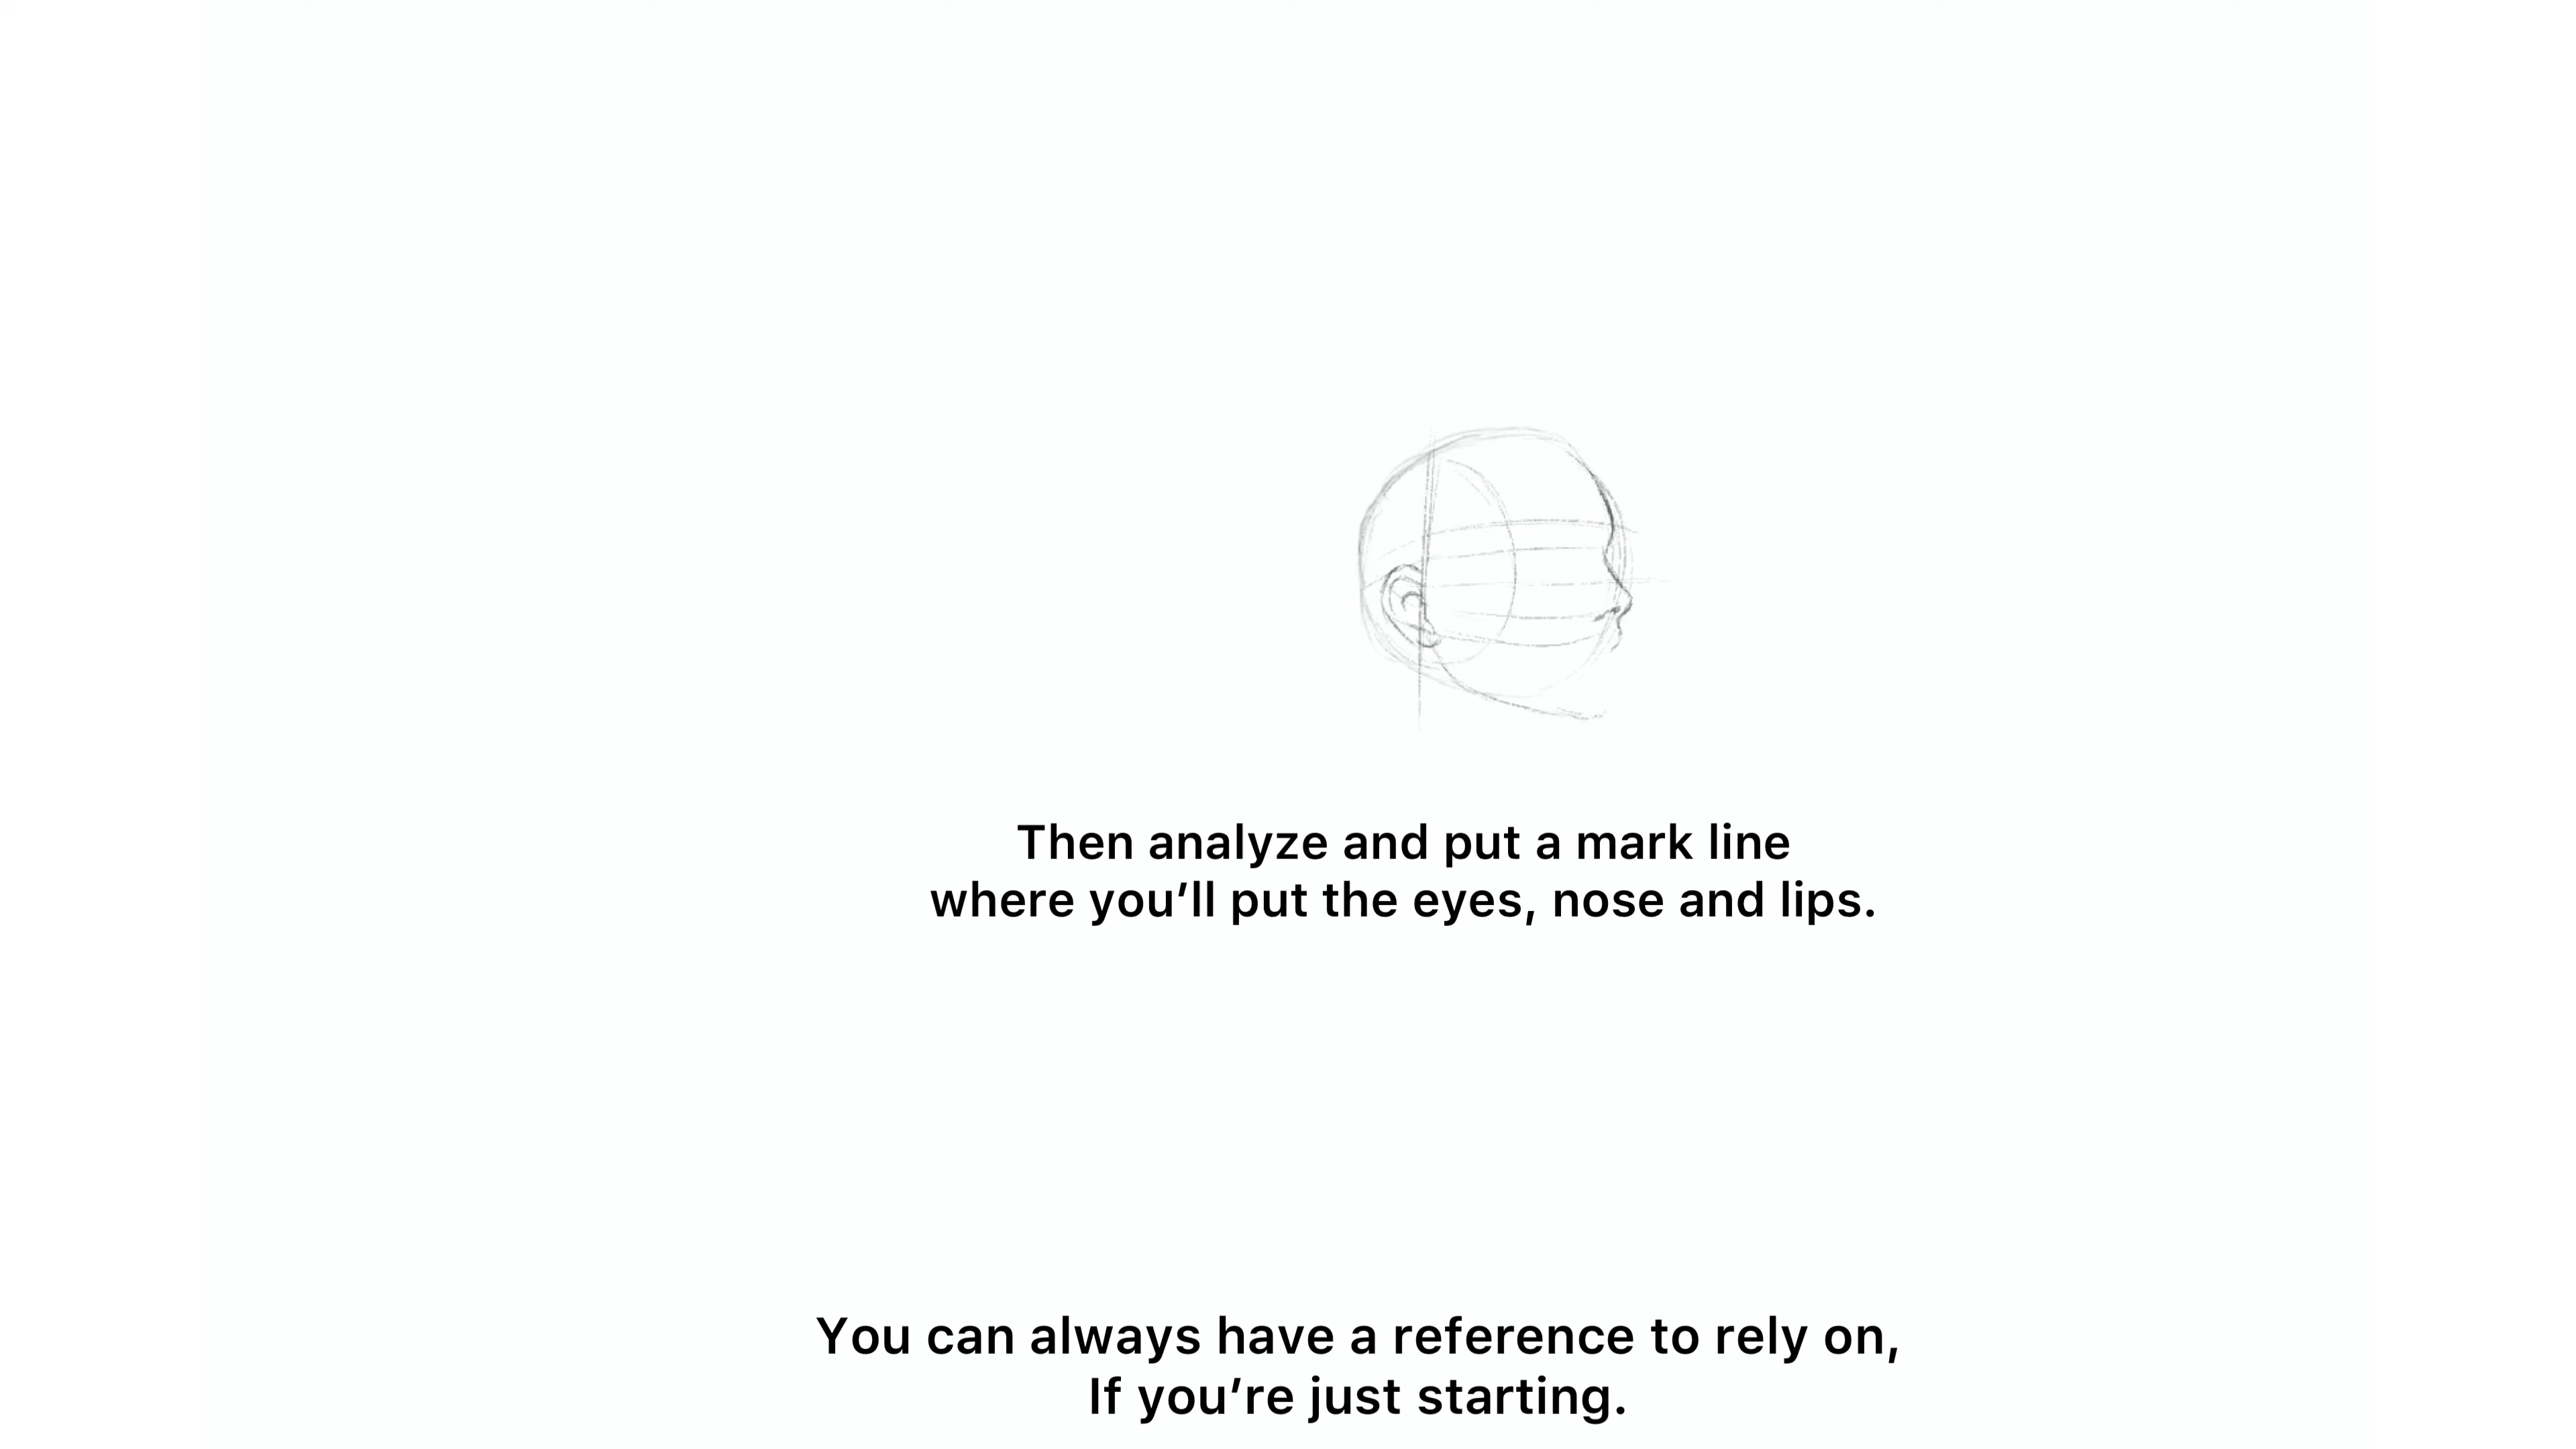 Then analyze and put a mark line
where you’ll put the eyes, nose and lips.
You can always have a reference to rely on,
If you’re just starting.